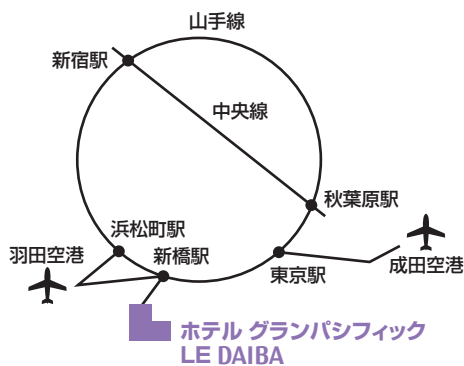 山手線
新宿駅
中央線
秋葉原駅
浜松町駅
羽田空港
新橋駅
東京駅
成田空港
ホテル グランパシフィック
LE DAIBA